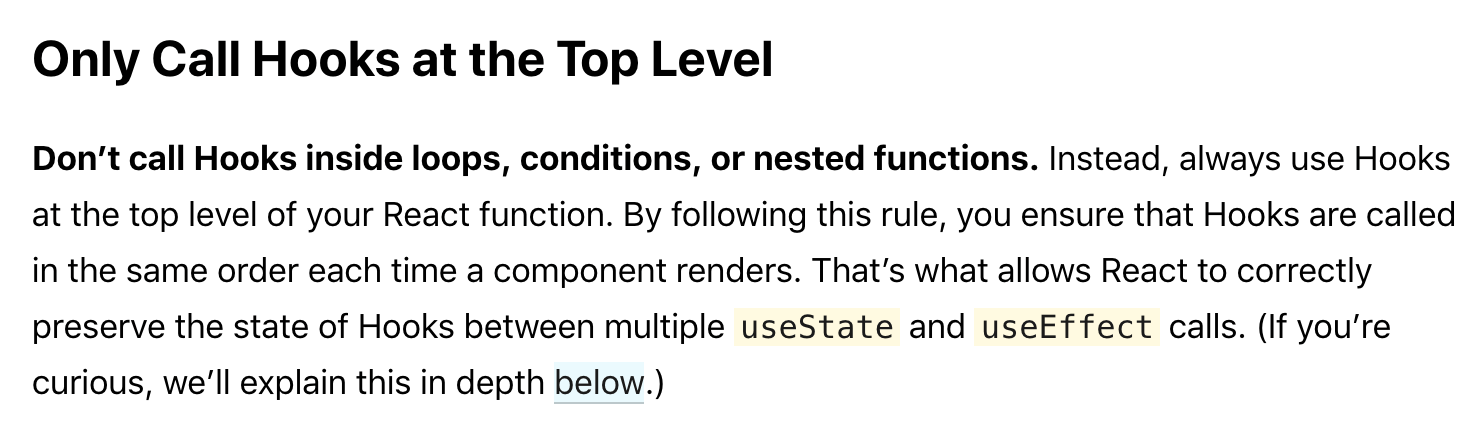 Only Call Hooks at the Top Level
Don’t call Hooks inside loops, conditions, or nested functions. Instead, always use Hooks
at the top level of your React function. By following this rule, you ensure that Hooks are called
in the same order each time a component renders. That’s what allows React to correctly
preserve the state of Hooks between multiple useState and useEffect calls. (If you’re
curious, we’ll explain this in depth below.)